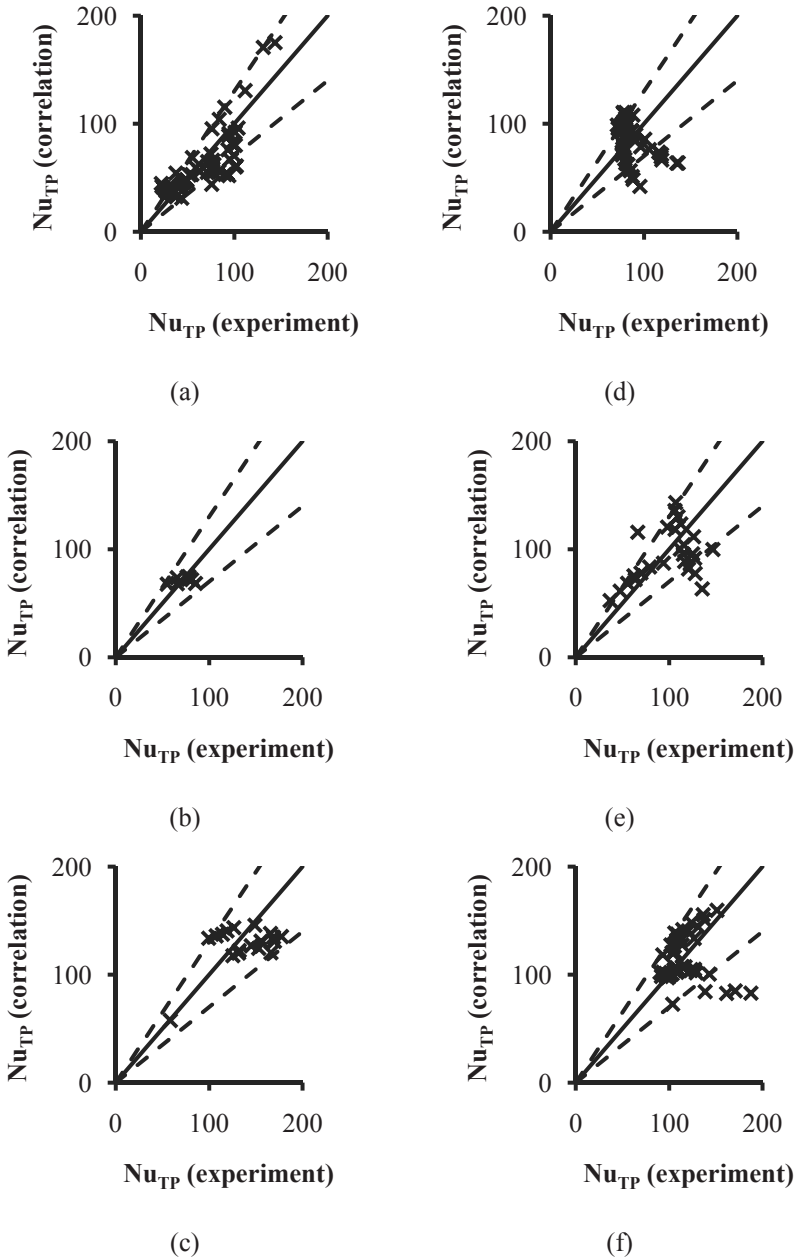 200
100
0
Nu_TP (correlation)
0 100 200
Nu_TP (experiment)
(a)
200
100
0
Nu_TP (correlation)
0 100 200
Nu_TP (experiment)
(d)
200
100
0
Nu_TP (correlation)
0 100 200
Nu_TP (experiment)
(b)
200
100
0
Nu_TP (correlation)
0 100 200
Nu_TP (experiment)
(e)
200
100
0
Nu_TP (correlation)
0 100 200
Nu_TP (experiment)
(c)
200
100
0
Nu_TP (correlation)
0 100 200
Nu_TP (experiment)
(f)